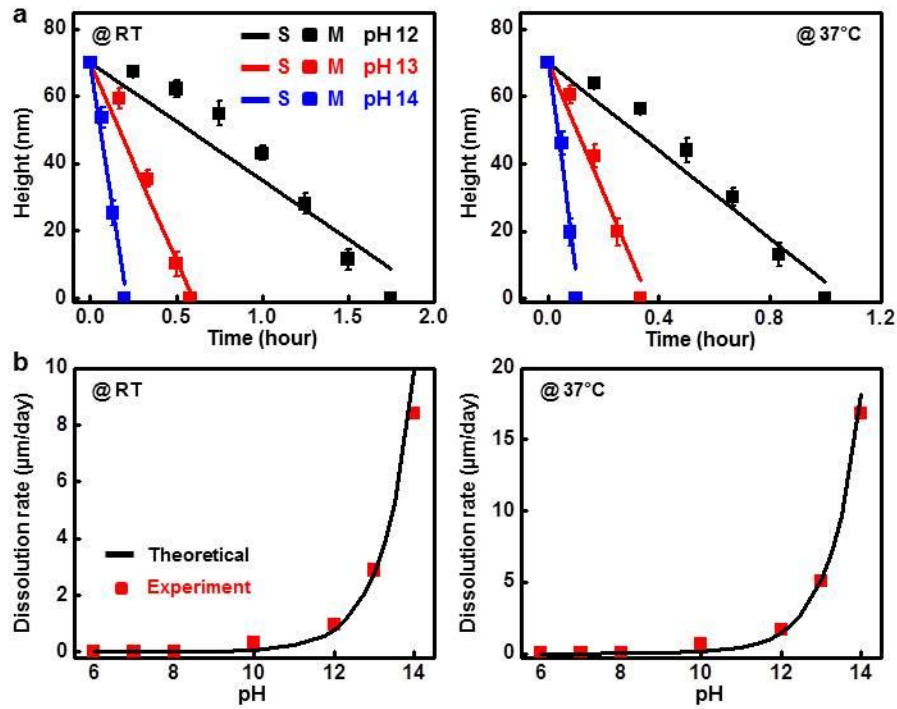 a
@ RT
S M pH 12
S M pH 13
S M pH 14
Height (nm)
80
60
40
20
0
0.0 0.5 1.0 1.5 2.0
Time (hour)
@ 37°C
Height (nm)
80
60
40
20
0
0.0 0.4 0.8 1.2
Time (hour)
b
@ RT
Theoretical
Experiment
Dissolution rate (μm/day)
10
8
6
4
2
0
6 8 10 12 14
pH
@ 37°C
Dissolution rate (μm/day)
20
15
10
5
0
6 8 10 12 14
pH